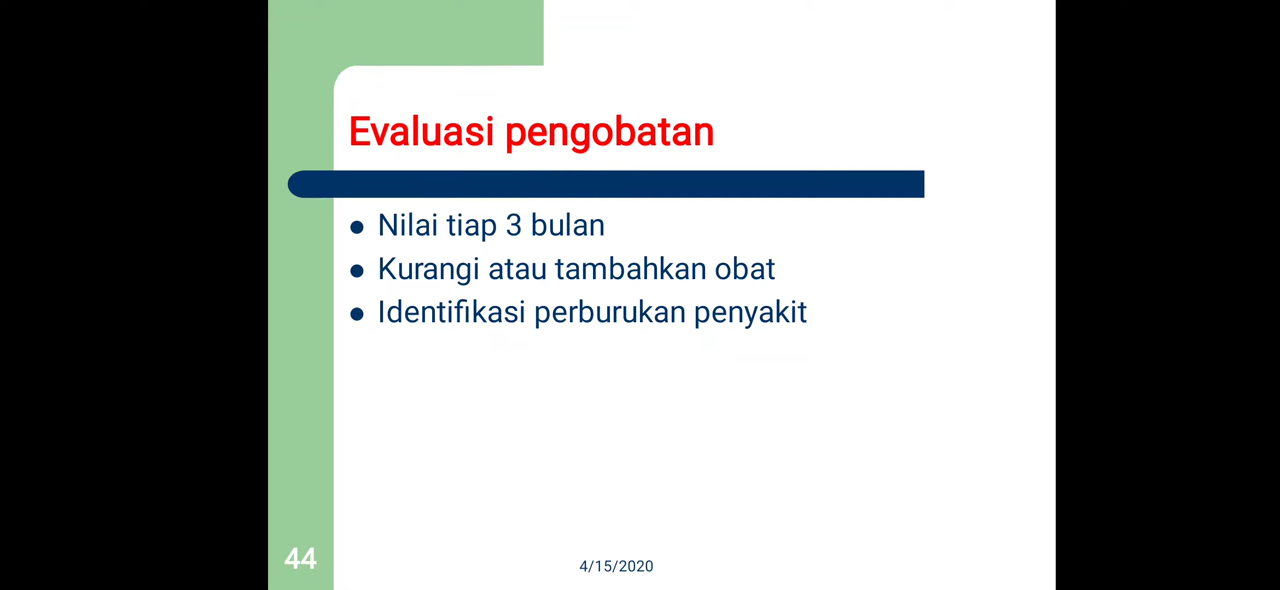 Evaluasi pengobatan
● Nilai tiap 3 bulan
● Kurangi atau tambahkan obat
● Identifikasi perburukan penyakit
44
4/15/2020